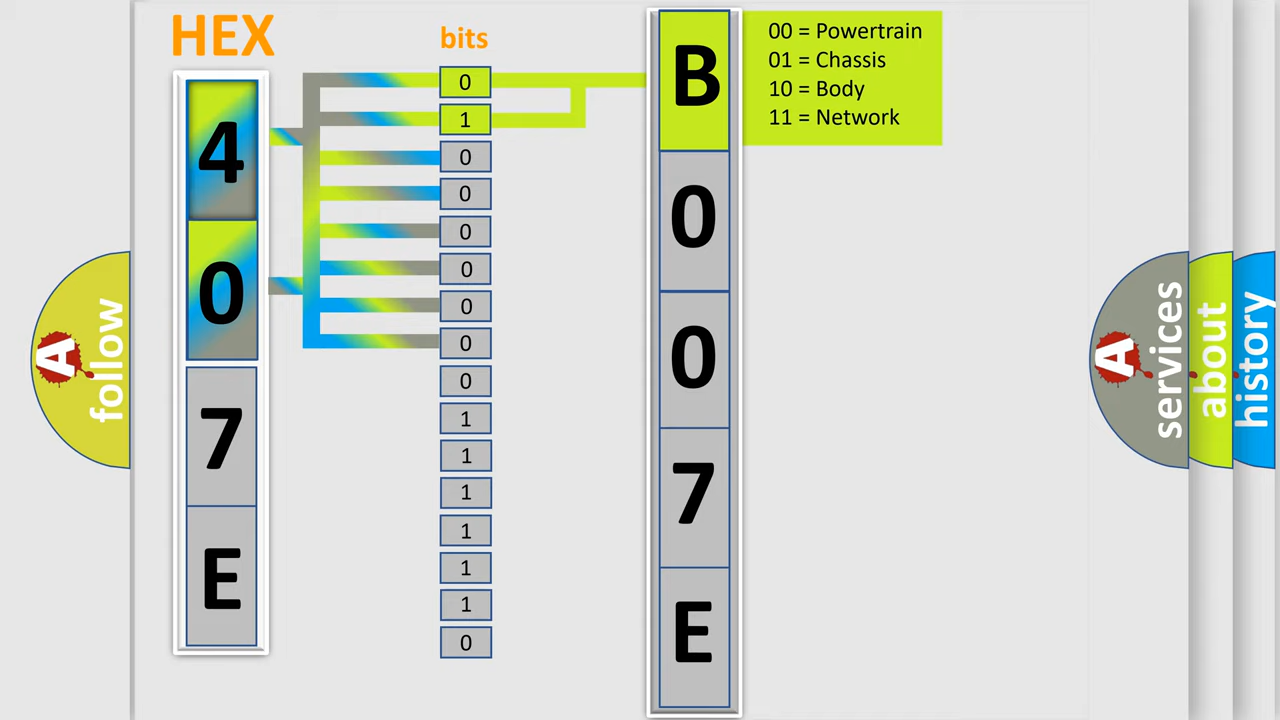 HEX
bits
4
0
7
E
0
1
0
0
0
0
0
0
0
1
1
1
1
1
1
0
B
0
0
7
E
00 = Powertrain
01 = Chassis
10 = Body
11 = Network
A
follow
A
services
about
history